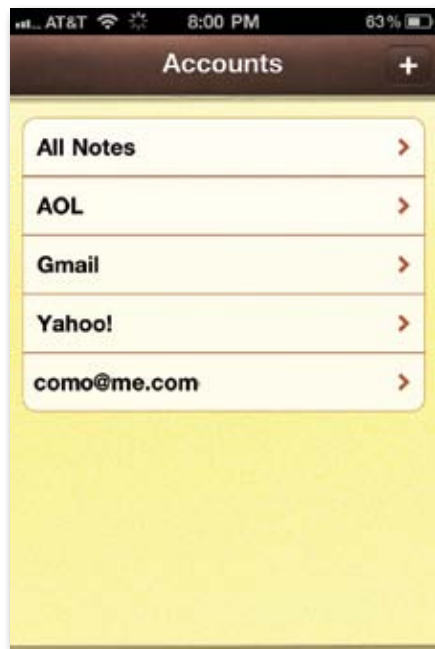 AT&T 8:00 PM 63%
Accounts +
All Notes
AOL
Gmail
Yahoo!
como@me.com